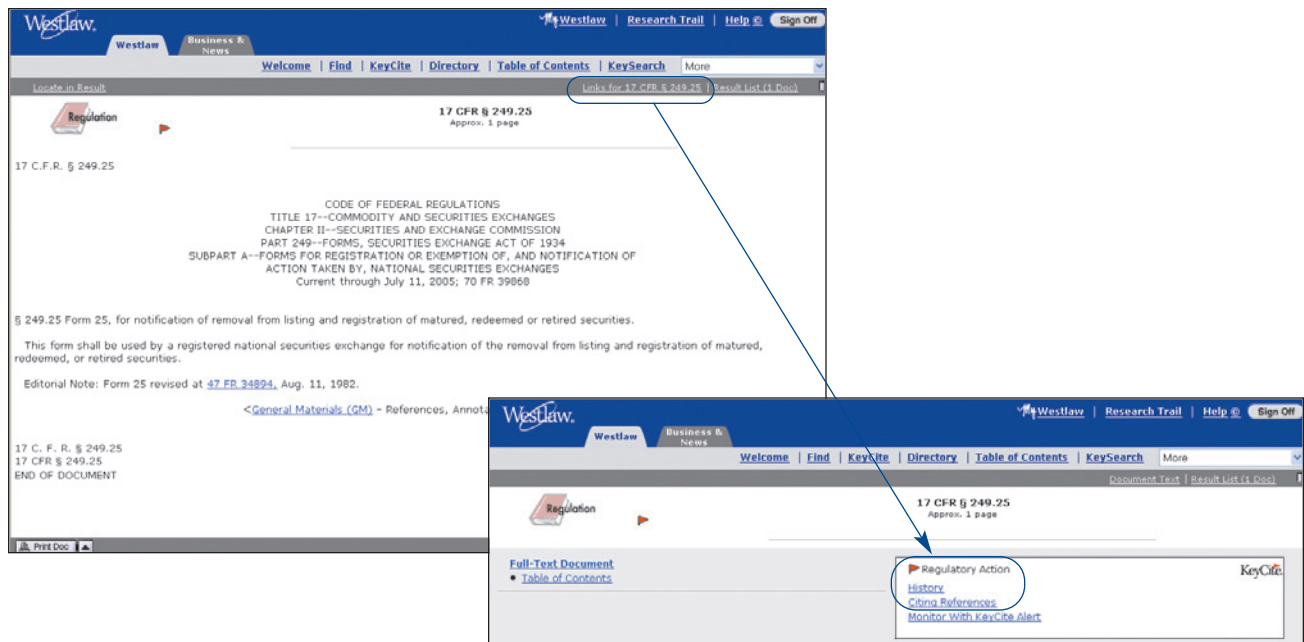 Westlaw.
Westlaw | Research Trail | Help © Sign Off
Westlaw
Business & News
Welcome | Find | KeyCite | Directory | Table of Contents | KeySearch More
Locate in Result
Links for 17 CFR § 249.25 | Result List (1 Doc)
Regulation
17 CFR § 249.25
Approx. 1 page
17 C.F.R. § 249.25
CODE OF FEDERAL REGULATIONS
TITLE 17--COMMODITY AND SECURITIES EXCHANGES
CHAPTER II--SECURITIES AND EXCHANGE COMMISSION
PART 249--FORMS, SECURITIES EXCHANGE ACT OF 1934
SUBPART A--FORMS FOR REGISTRATION OR EXEMPTION OF, AND NOTIFICATION OF
ACTION TAKEN BY, NATIONAL SECURITIES EXCHANGES
Current through July 11, 2005; 70 FR 39868
§ 249.25 Form 25, for notification of removal from listing and registration of matured, redeemed or retired securities.
This form shall be used by a registered national securities exchange for notification of the removal from listing and registration of matured,
redeemed, or retired securities.
Editorial Note: Form 25 revised at 47 FR 34894, Aug. 11, 1982.
<General Materials (GM) - References, Annota
17 C. F. R. § 249.25
17 CFR § 249.25
END OF DOCUMENT
Print Doc
Westlaw.
Westlaw | Research Trail | Help © Sign Off
Westlaw
Business & News
Welcome | Find | KeyCite | Directory | Table of Contents | KeySearch More
Document Text | Result List (1 Doc)
Regulation
17 CFR § 249.25
Approx. 1 page
Full-Text Document
• Table of Contents
Regulatory Action
KeyCite.
History
Citing References
Monitor With KeyCite Alert